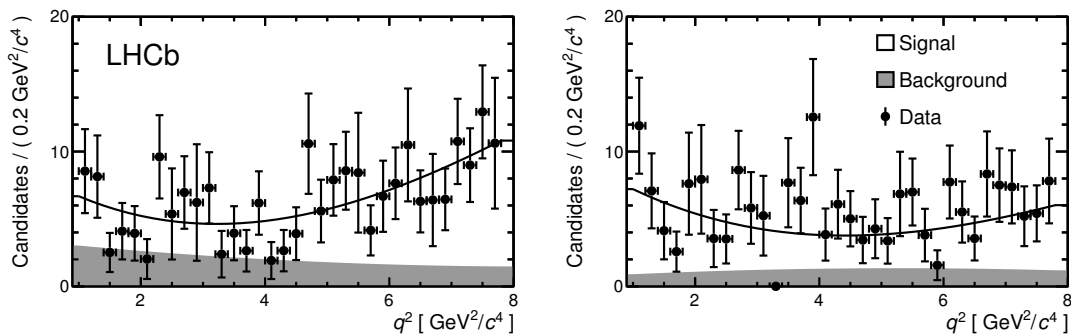 Candidates / ( 0.2 GeV²/c⁴ )
20
10
0
LHCb
2
4
6
8
q² [ GeV²/c⁴ ]
Candidates / ( 0.2 GeV²/c⁴ )
20
10
0
Signal
Background
Data
2
4
6
8
q² [ GeV²/c⁴ ]